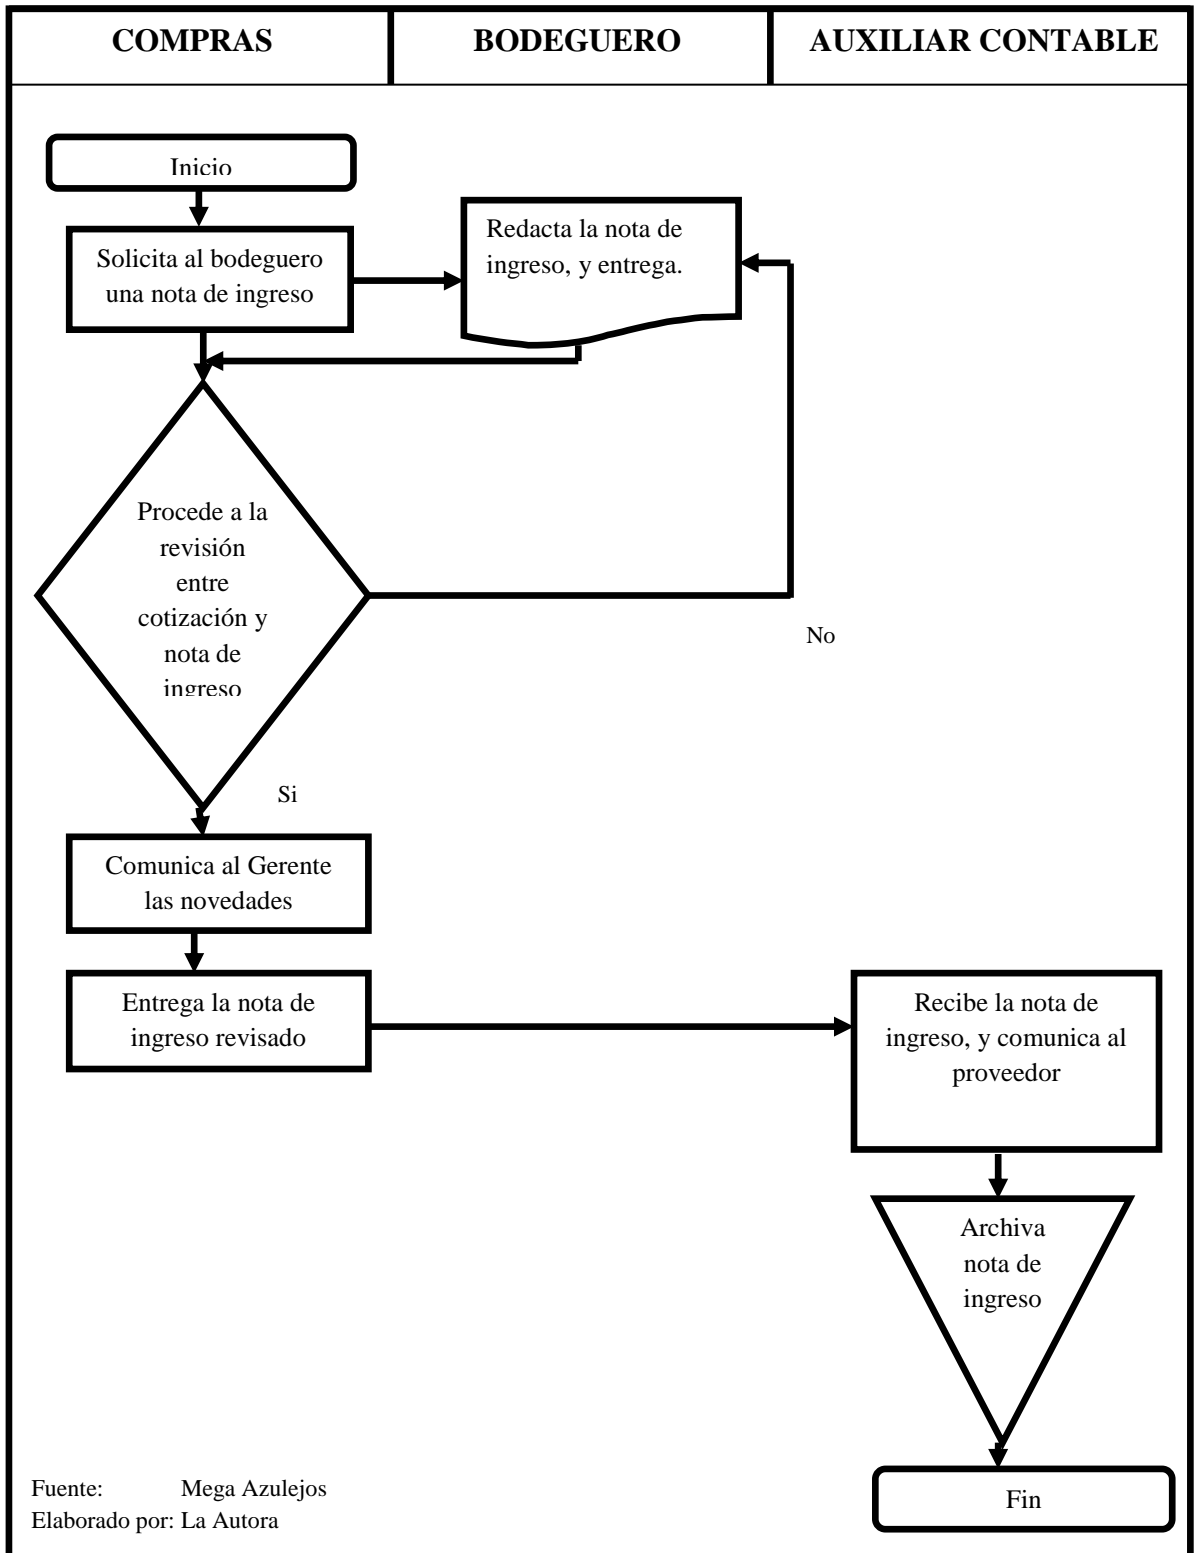 COMPRAS
BODEGUERO
AUXILIAR CONTABLE
Inicio
Solicita al bodeguero
una nota de ingreso
Redacta la nota de
ingreso, y entrega.
Procede a la
revisión
entre
cotización y
nota de
ingreso
No
Si
Comunica al Gerente
las novedades
Entrega la nota de
ingreso revisado
Recibe la nota de
ingreso, y comunica al
proveedor
Archiva
nota de
ingreso
Fin
Fuente: Mega Azulejos
Elaborado por: La Autora